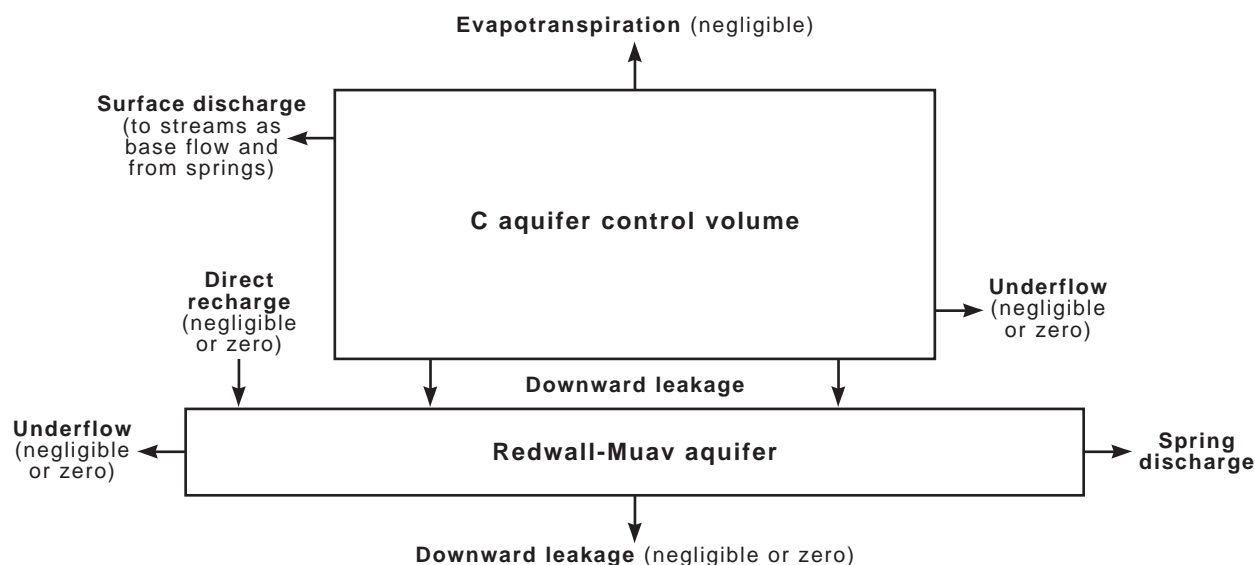 Evapotranspiration (negligible)
Surface discharge
(to streams as
base flow and
from springs)
C aquifer control volume
Direct
recharge
(negligible
or zero)
Underflow
(negligible
or zero)
Downward leakage
Underflow
(negligible
or zero)
Redwall-Muav aquifer
Spring
discharge
Downward leakage (negligible or zero)